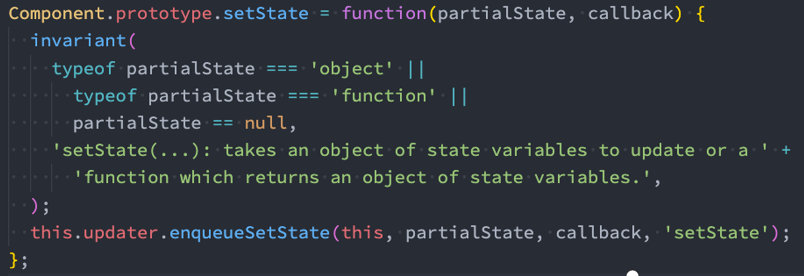 Component.prototype.setState = function(partialState, callback) {
  invariant(
    typeof partialState === 'object' ||
      typeof partialState === 'function' ||
      partialState == null,
    'setState(...): takes an object of state variables to update or a ' +
      'function which returns an object of state variables.',
  );
  this.updater.enqueueSetState(this, partialState, callback, 'setState');
};